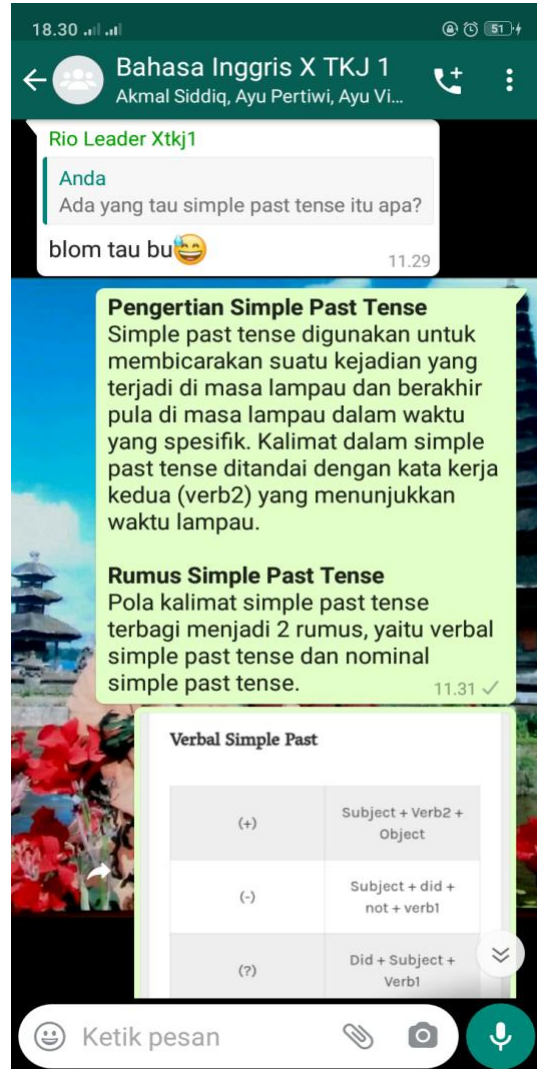 18.30
51
Bahasa Inggris X TKJ 1
Akmal Siddiq, Ayu Pertiwi, Ayu Vi...
Rio Leader Xtkj1
Anda
Ada yang tau simple past tense itu apa?
blom tau bu😅
11.29
Pengertian Simple Past Tense
Simple past tense digunakan untuk
membicarakan suatu kejadian yang
terjadi di masa lampau dan berakhir
pula di masa lampau dalam waktu
yang spesifik. Kalimat dalam simple
past tense ditandai dengan kata kerja
kedua (verb2) yang menunjukkan
waktu lampau.
Rumus Simple Past Tense
Pola kalimat simple past tense
terbagi menjadi 2 rumus, yaitu verbal
simple past tense dan nominal
simple past tense.
11.31
Verbal Simple Past
(+)
Subject + Verb2 +
Object
(-)
Subject + did +
not + verb1
(?)
Did + Subject +
Verb1
Ketik pesan